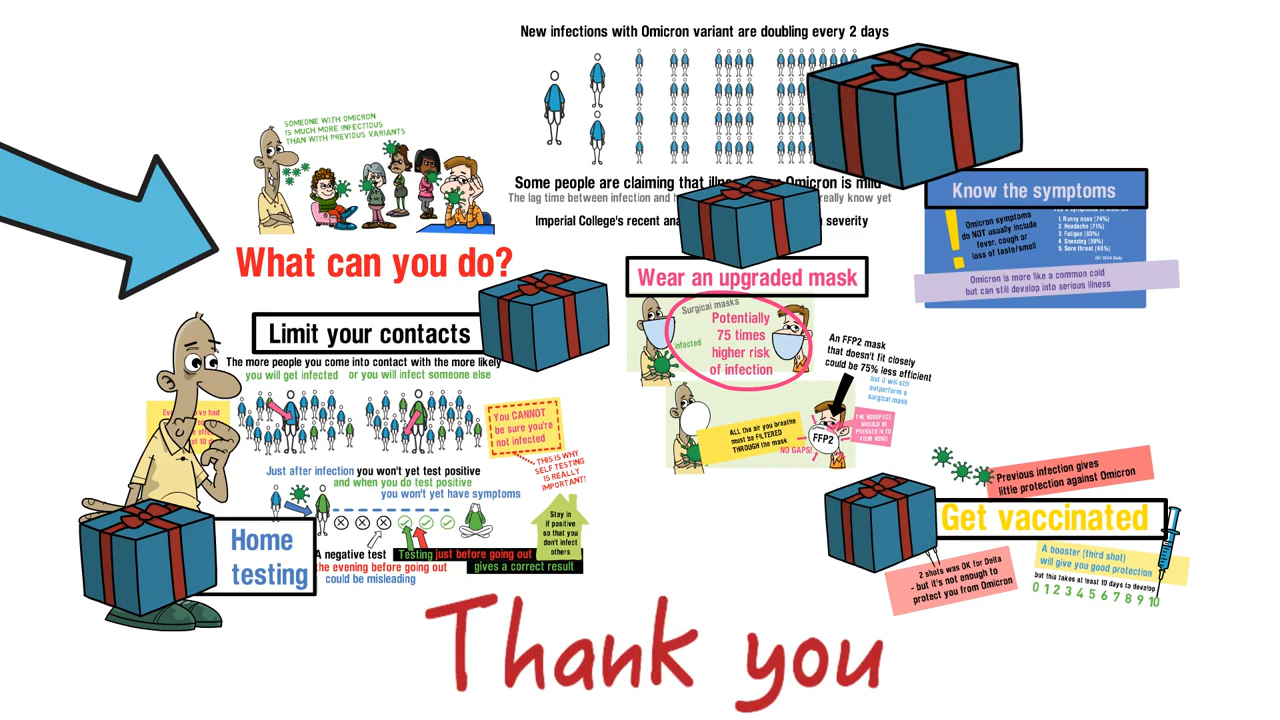 New infections with Omicron variant are doubling every 2 days
SOMEONE WITH OMICRON
IS MUCH MORE INFECTIOUS
THAN WITH PREVIOUS VARIANTS
Some people are claiming that Omicron is mild
The lag time between infection and really know yet
Imperial College's recent severity
What can you do?
Know the symptoms
Omicron symptoms
do NOT usually include
fever, cough or
loss of taste/smell
1. Runny nose (74%)
2. Headache (71%)
3. Fatigue (63%)
4. Sneezing (59%)
5. Sore throat (48%)
Omicron is more like a common cold
but can still develop into serious illness
Wear an upgraded mask
Surgical masks
infected
Potentially
75 times
higher risk
of infection
An FFP2 mask
that doesn't fit closely
could be 75% less efficient
but it will still
outperform a
surgical mask
ALL the air you breathe
must be FILTERED
THROUGH the mask
NO GAPS!
FFP2
THE NOSEPIECE
SHOULD BE
PRESSED IN TO
YOUR NOSE!
Limit your contacts
The more people you come into contact with the more likely
you will get infected or you will infect someone else
You CANNOT
be sure you're
not infected
THIS IS WHY
SELF TESTING
IS REALLY
IMPORTANT!
Just after infection you won't yet test positive
and when you do test positive
you won't yet have symptoms
Stay in
if positive
so that
you don't
infect
others
Home
testing
A negative test
the evening before going out
could be misleading
Testing just before going out
gives a correct result
Previous infection gives
little protection against Omicron
Get vaccinated
2 shots was OK for Delta
- but it's not enough to
protect you from Omicron
A booster (third shot)
will give you good protection
but this takes at least 10 days to develop
0 1 2 3 4 5 6 7 8 9 10
Thank you